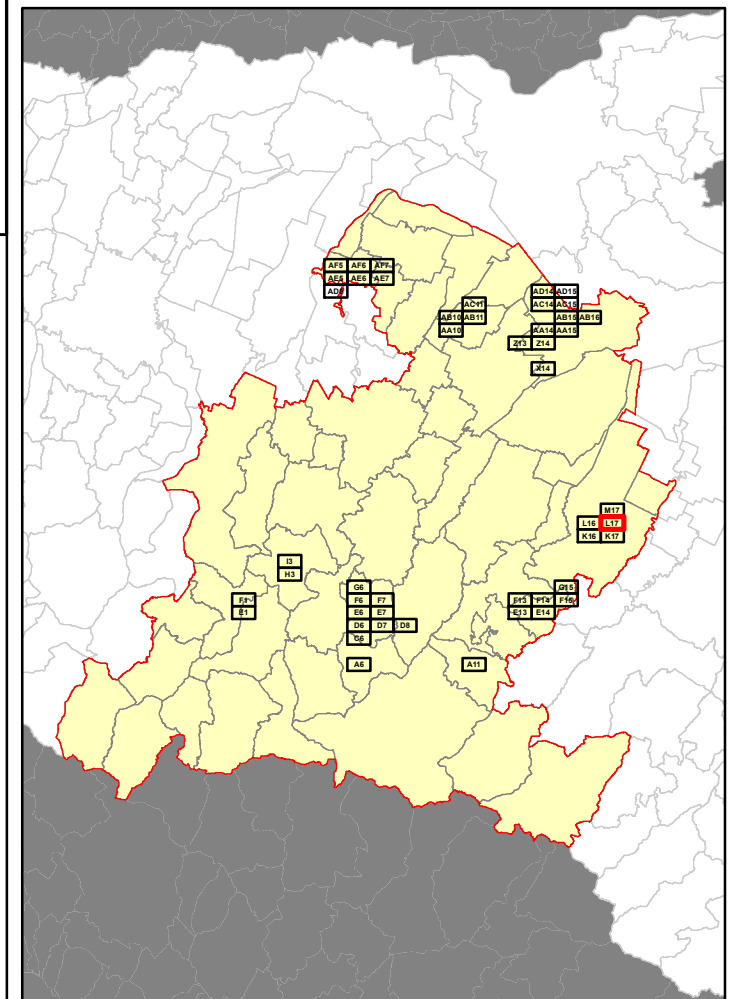 AF5 AF6 AF7
AE5 AE6 AE7
AD5
AD14 AD15
AC11 AC14 AC15
AB10 AB11 AB15 AB16
AA10 AA14 AA15
Z13 Z14
X14
M17
L16 L17
K16 K17
I3
H3
G6 G15
F1 F6 F7 F13 F14 F15
E1 E6 E7 E13 E14
D6 D7 D8
C6
A6 A11